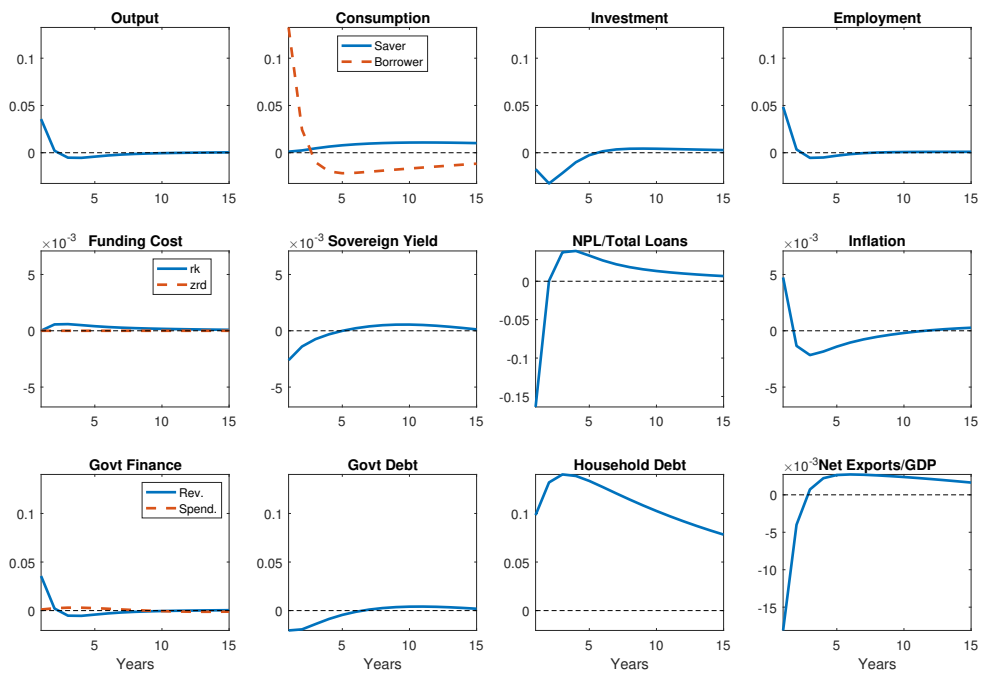 Output
Consumption
Investment
Employment
0.1
0.05
0
5 10 15
Saver
Borrower
0.1
0.05
0
5 10 15
0.1
0.05
0
5 10 15
0.1
0.05
0
5 10 15
Funding Cost
Sovereign Yield
NPL/Total Loans
Inflation
×10-3
5
0
-5
5 10 15
rk
zrd
×10-3
5
0
-5
5 10 15
0
-0.05
-0.1
-0.15
5 10 15
×10-3
5
0
-5
5 10 15
Govt Finance
Govt Debt
Household Debt
Net Exports/GDP
0.1
0.05
0
5 10 15
Rev.
Spend.
Years
0.1
0.05
0
5 10 15
Years
0.1
0.05
0
5 10 15
Years
×10-3
0
-5
-10
-15
5 10 15
Years